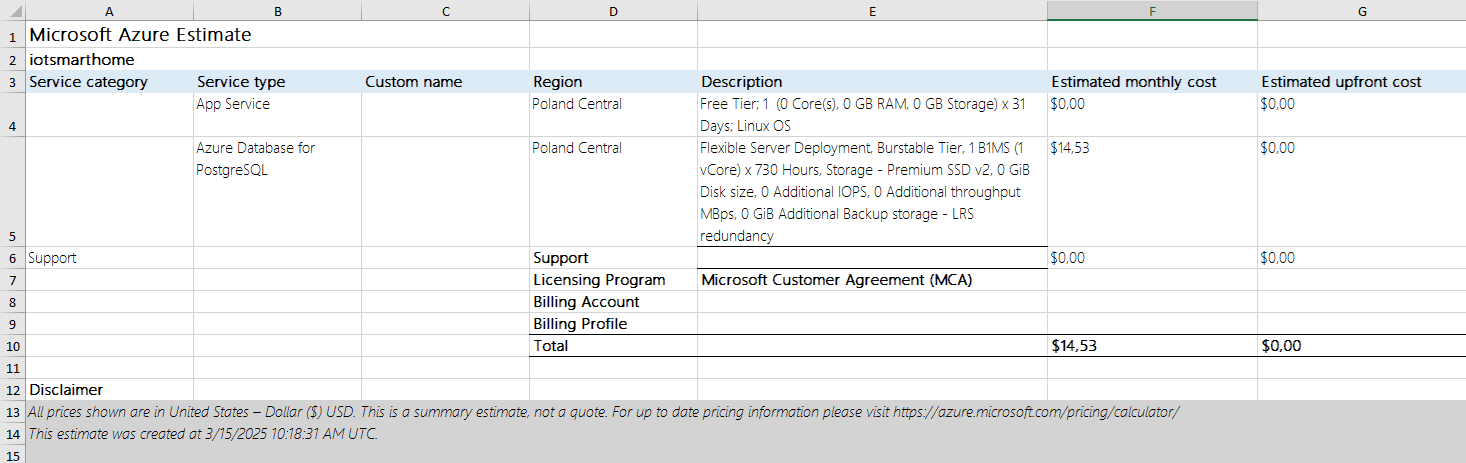 A B C D E F G
1 Microsoft Azure Estimate
2 iotsmarthome
3 Service category Service type Custom name Region Description Estimated monthly cost Estimated upfront cost
App Service Poland Central Free Tier; 1 (0 Core(s), 0 GB RAM, 0 GB Storage) x 31 $0,00 $0,00
4 Days; Linux OS
Azure Database for Poland Central Flexible Server Deployment, Burstable Tier, 1 B1MS (1 $14,53 $0,00
PostgreSQL vCore) x 730 Hours, Storage - Premium SSD v2, 0 GiB
Disk size, 0 Additional IOPS, 0 Additional throughput
MBps, 0 GiB Additional Backup storage - LRS
5 redundancy
6 Support Support $0,00 $0,00
7 Licensing Program Microsoft Customer Agreement (MCA)
8 Billing Account
9 Billing Profile
10 Total $14,53 $0,00
11
12 Disclaimer
13 All prices shown are in United States – Dollar ($) USD. This is a summary estimate, not a quote. For up to date pricing information please visit https://azure.microsoft.com/pricing/calculator/
14 This estimate was created at 3/15/2025 10:18:31 AM UTC.
15